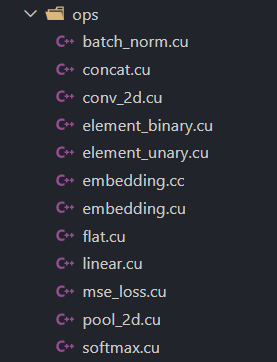 ops
batch_norm.cu
concat.cu
conv_2d.cu
element_binary.cu
element_unary.cu
embedding.cc
embedding.cu
flat.cu
linear.cu
mse_loss.cu
pool_2d.cu
softmax.cu